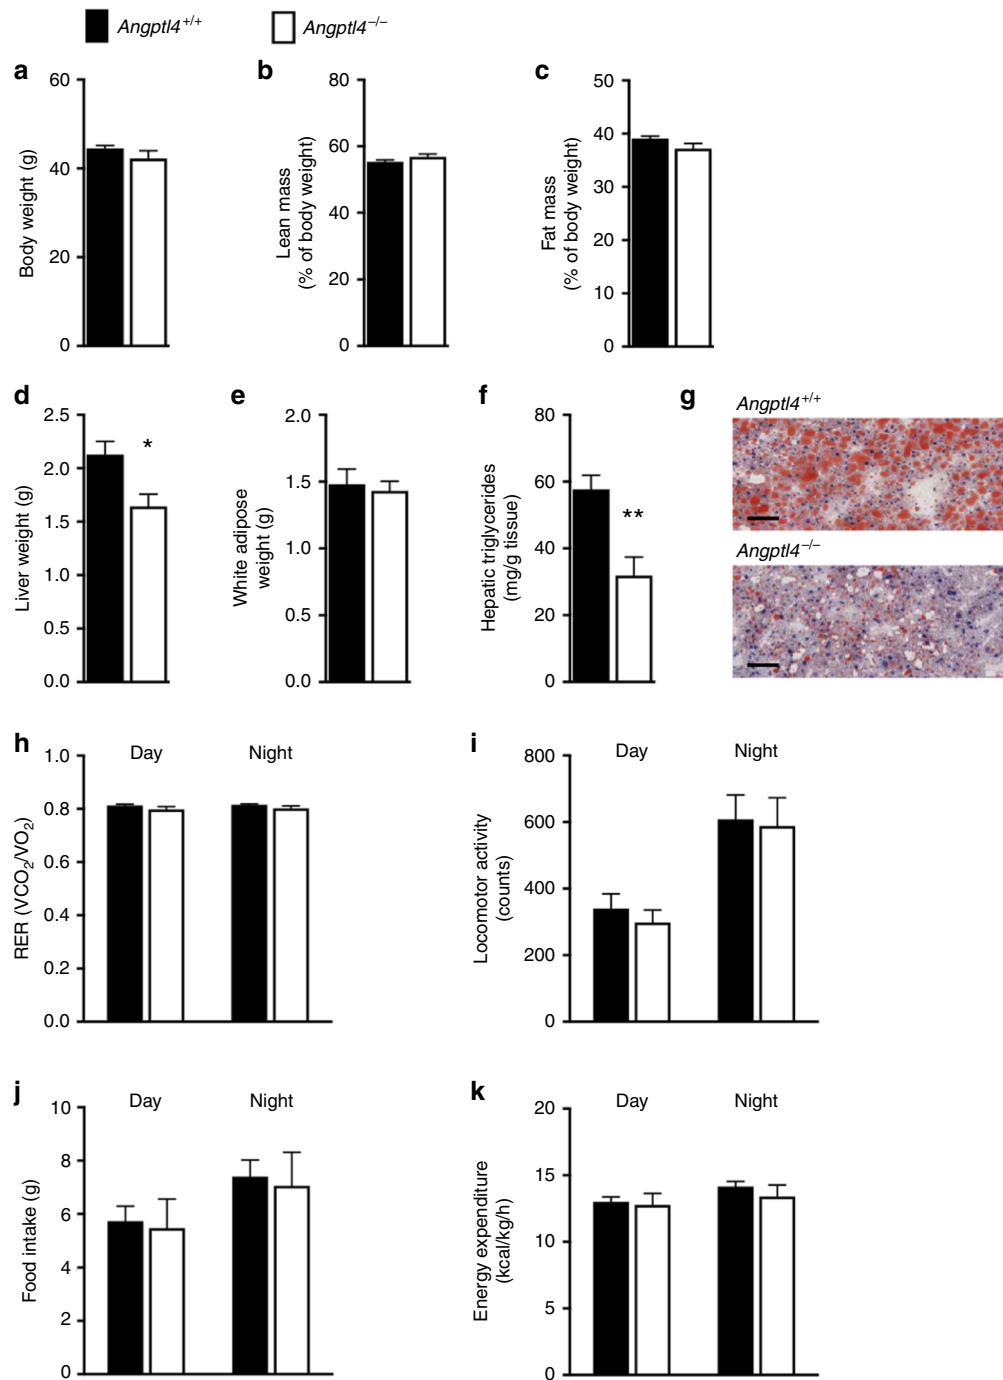 Angptl4+/+ Angptl4–/–
a
60
40
20
0
Body weight (g)
b
80
60
40
20
0
Lean mass
(% of body weight)
c
50
40
30
20
10
0
Fat mass
(% of body weight)
d
2.5
2.0
1.5
1.0
0.5
0.0
Liver weight (g)
*
e
2.0
1.5
1.0
0.5
0.0
White adipose
weight (g)
f
80
60
40
20
0
Hepatic triglycerides
(mg/g tissue)
**
g
Angptl4+/+
Angptl4–/–
h
Day Night
1.0
0.8
0.6
0.4
0.2
0.0
RER (VCO2/VO2)
i
Day Night
800
600
400
200
0
Locomotor activity
(counts)
j
Day Night
10
8
6
4
2
0
Food intake (g)
k
Day Night
20
15
10
5
0
Energy expenditure
(kcal/kg/h)